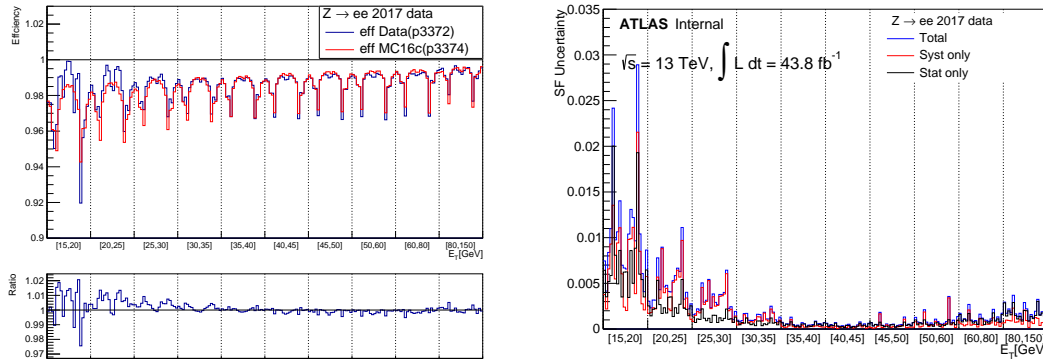 Z → ee 2017 data
eff Data(p3372)
eff MC16c(p3374)
Effciency
1.02
1
0.98
0.96
0.94
0.92
0.9
[15,20] [20,25] [25,30] [30,35] [35,40] [40,45] [45,50] [50,60] [60,80] [80,150]
E_T[GeV]
Ratio
1.02
1.01
1.00
0.99
0.98
0.97
ATLAS Internal
√s = 13 TeV, ∫ L dt = 43.8 fb⁻¹
Z → ee 2017 data
Total
Syst only
Stat only
SF Uncertainty
0.035
0.03
0.025
0.02
0.015
0.01
0.005
0
[15,20] [20,25] [25,30] [30,35] [35,40] [40,45] [45,50] [50,60] [60,80] [80,150]
E_T[GeV]